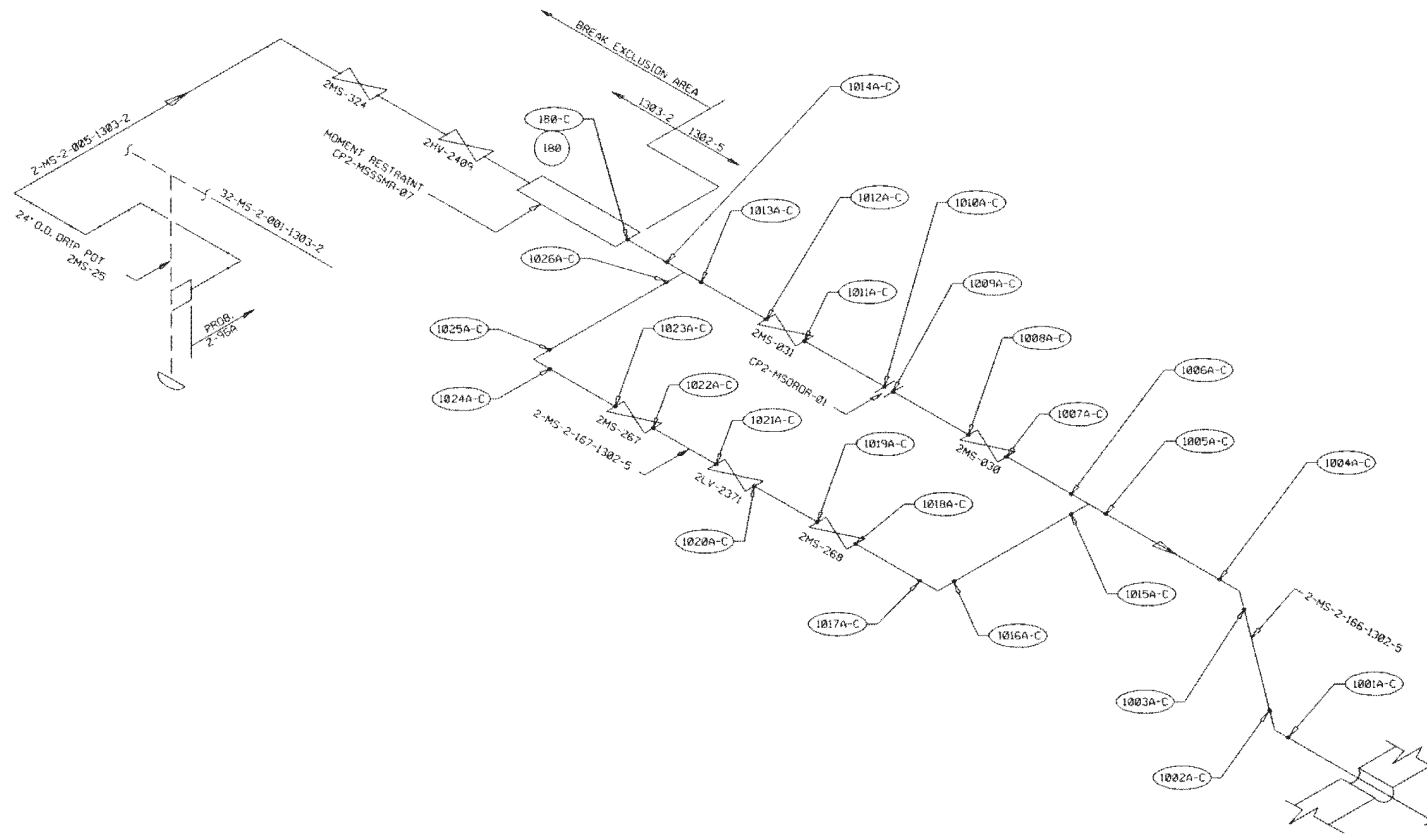 BREAK EXCLUSION AREA
1014A-C
1303-2
1302-5
2MS-324
180-C
180
2HV-2409
2-MS-2-005-1303-2
MOMENT RESTRAINT
CP2-MSSSMR-07
32-MS-2-001-1303-2
24" O.D. DRIP POT
2MS-25
PROB.
2-96A
1012A-C
1010A-C
1013A-C
1026A-C
1009A-C
1011A-C
2MS-031
1025A-C
1023A-C
1008A-C
CP2-MSOROR-01
1006A-C
1022A-C
1024A-C
2MS-267
1021A-C
1007A-C
2-MS-2-167-1302-5
1019A-C
2MS-030
1005A-C
1004A-C
2LV-2371
1018A-C
1020A-C
2MS-268
1015A-C
1017A-C
1016A-C
2-MS-2-166-1302-5
1003A-C
1001A-C
1002A-C